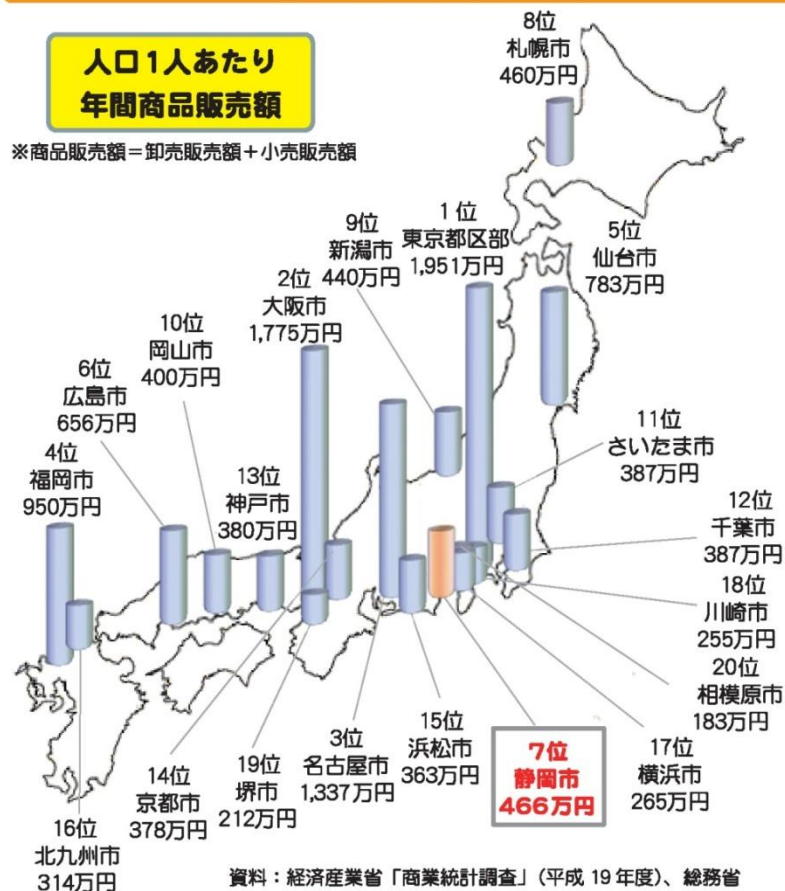 人口1人あたり
年間商品販売額
※商品販売額=卸売販売額+小売販売額
8位
札幌市
460万円
1位
東京都区部
1,951万円
9位
新潟市
440万円
5位
仙台市
783万円
2位
大阪市
1,775万円
10位
岡山市
400万円
6位
広島市
656万円
4位
福岡市
950万円
13位
神戸市
380万円
11位
さいたま市
387万円
12位
千葉市
387万円
18位
川崎市
255万円
20位
相模原市
183万円
17位
横浜市
265万円
7位
静岡市
466万円
15位
浜松市
363万円
3位
名古屋市
1,337万円
19位
堺市
212万円
14位
京都市
378万円
16位
北九州市
314万円
資料:経済産業省「商業統計調査」(平成19年度)、総務省